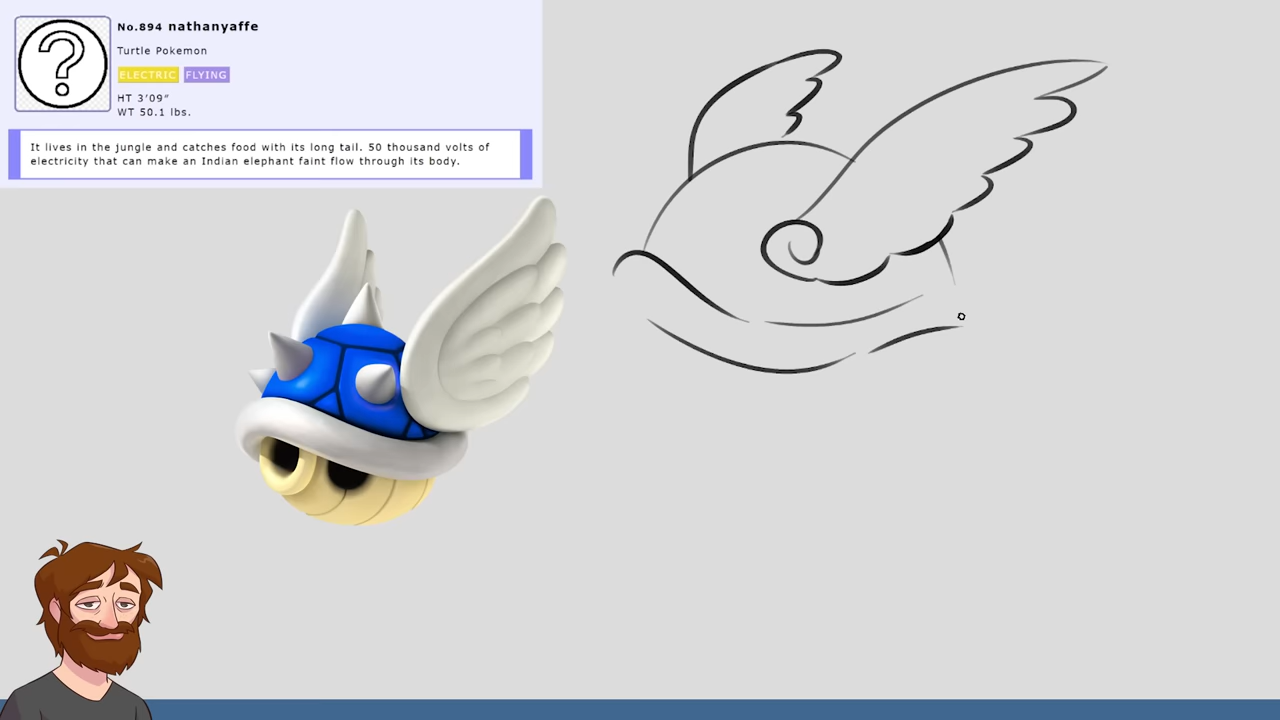 No.894 nathanyaffe
Turtle Pokemon
ELECTRIC FLYING
HT 3'09"
WT 50.1 lbs.
It lives in the jungle and catches food with its long tail. 50 thousand volts of
electricity that can make an Indian elephant faint flow through its body.